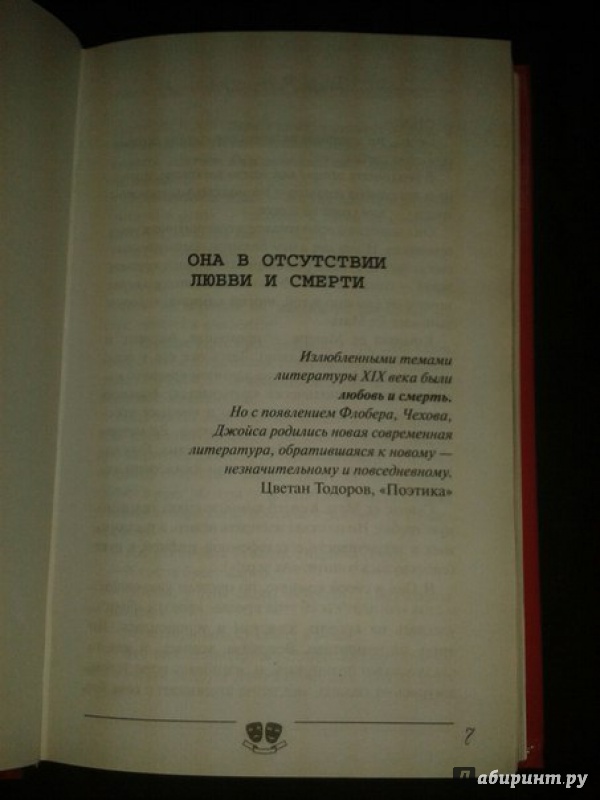 ОНА В ОТСУТСТВИИ
ЛЮБВИ И СМЕРТИ
Излюбленными темами
литературы XIX века были
любовь и смерть.
Но с появлением Флобера, Чехова,
Джойса родились новая современная
литература, обратившаяся к новому —
незначительному и повседневному.
Цветан Тодоров, «Поэтика»
7
Лабиринт.ру